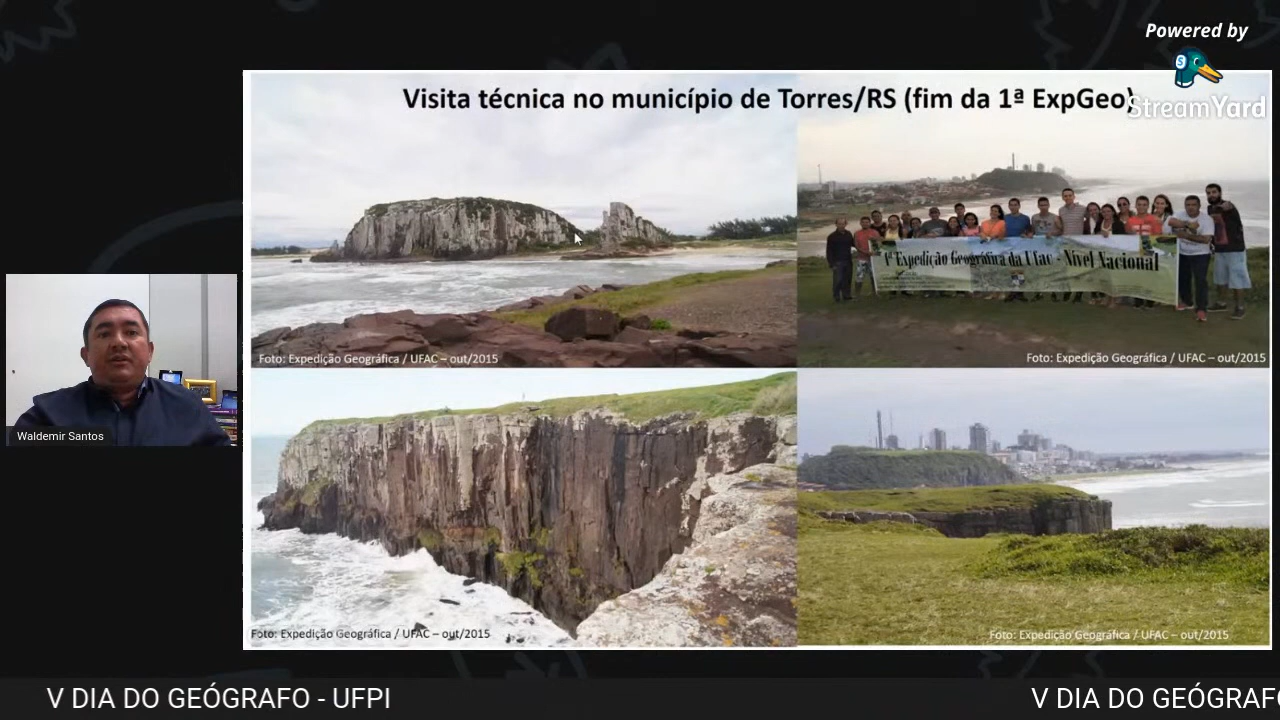 Powered by
StreamYard
Visita técnica no município de Torres/RS (fim da 1ª ExpGeo)
1ª Expedição Geográfica da Ufac - Nível Nacional
Foto: Expedição Geográfica / UFAC – out/2015
Foto: Expedição Geográfica / UFAC – out/2015
Waldemir Santos
Foto: Expedição Geográfica / UFAC – out/2015
Foto: Expedição Geográfica / UFAC – out/2015
V DIA DO GEÓGRAFO - UFPI
V DIA DO GEÓGRAFO